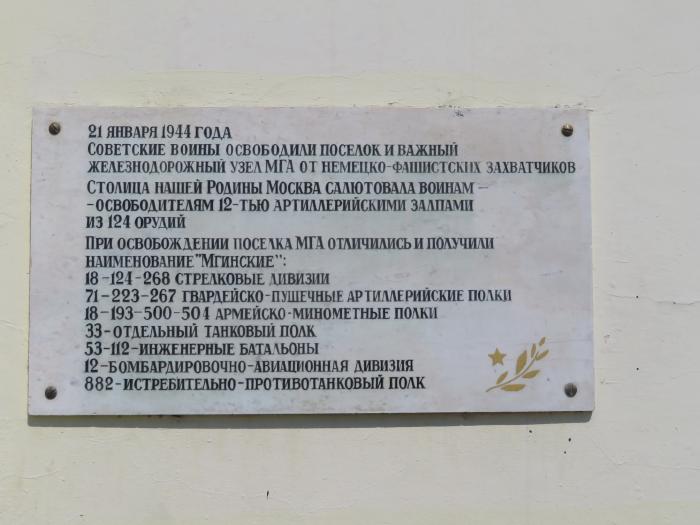 21 ЯНВАРЯ 1944 ГОДА
СОВЕТСКИЕ ВОИНЫ ОСВОБОДИЛИ ПОСЕЛОК И ВАЖНЫЙ
ЖЕЛЕЗНОДОРОЖНЫЙ УЗЕЛ МГА ОТ НЕМЕЦКО-ФАШИСТСКИХ ЗАХВАТЧИКОВ
СТОЛИЦА НАШЕЙ РОДИНЫ МОСКВА САЛЮТОВАЛА ВОИНАМ -
-ОСВОБОДИТЕЛЯМ 12-ТЬЮ АРТИЛЛЕРИЙСКИМИ ЗАЛПАМИ
ИЗ 124 ОРУДИЙ
ПРИ ОСВОБОЖДЕНИИ ПОСЕЛКА МГА ОТЛИЧИЛИСЬ И ПОЛУЧИЛИ
НАИМЕНОВАНИЕ "МГИНСКИЕ":
18-124-268 СТРЕЛКОВЫЕ ДИВИЗИИ
71-223-267 ГВАРДЕЙСКО-ПУШЕЧНЫЕ АРТИЛЛЕРИЙСКИЕ ПОЛКИ
18-193-500-504 АРМЕЙСКО-МИНОМЕТНЫЕ ПОЛКИ
33-ОТДЕЛЬНЫЙ ТАНКОВЫЙ ПОЛК
53-112-ИНЖЕНЕРНЫЕ БАТАЛЬОНЫ
12-БОМБАРДИРОВОЧНО-АВИАЦИОННАЯ ДИВИЗИЯ
882-ИСТРЕБИТЕЛЬНО-ПРОТИВОТАНКОВЫЙ ПОЛК